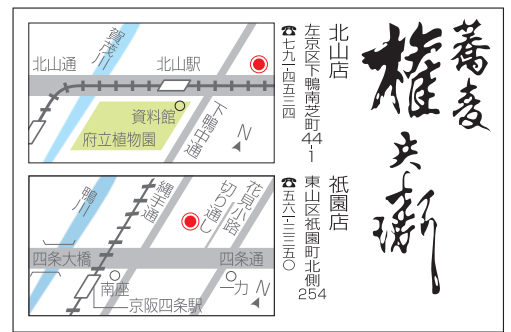 蕎麦
権兵衛
北山店
左京区下鴨南芝町44-1
☎七九一-四五三四
祇園店
東山区祇園町北側254
☎五六一-三三五〇
賀茂川
北山通
北山駅
資料館
府立植物園
下鴨中通
N
鴨川
縄手通
切り通し
花見小路
四条大橋
四条通
南座
一力
N
京阪四条駅